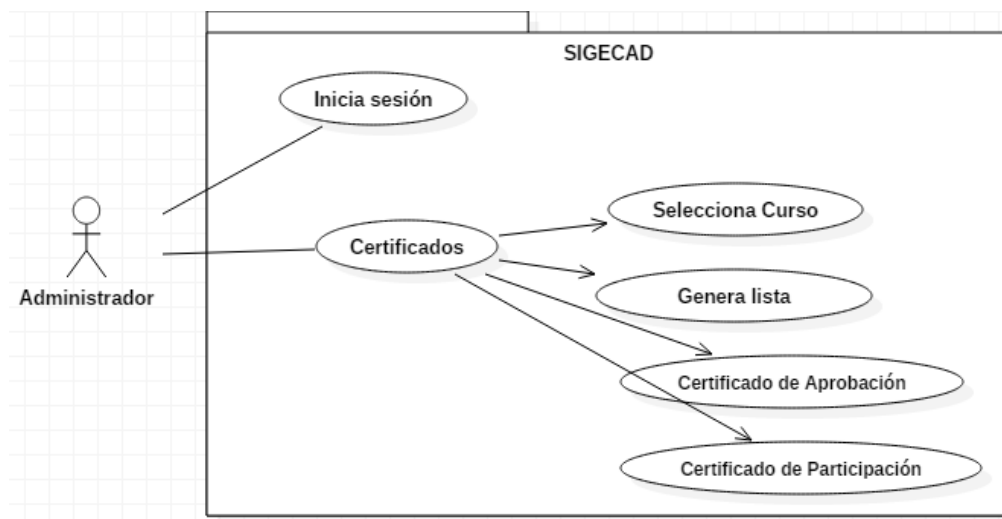 SIGECAD
Inicia sesión
Selecciona Curso
Certificados
Genera lista
Administrador
Certificado de Aprobación
Certificado de Participación